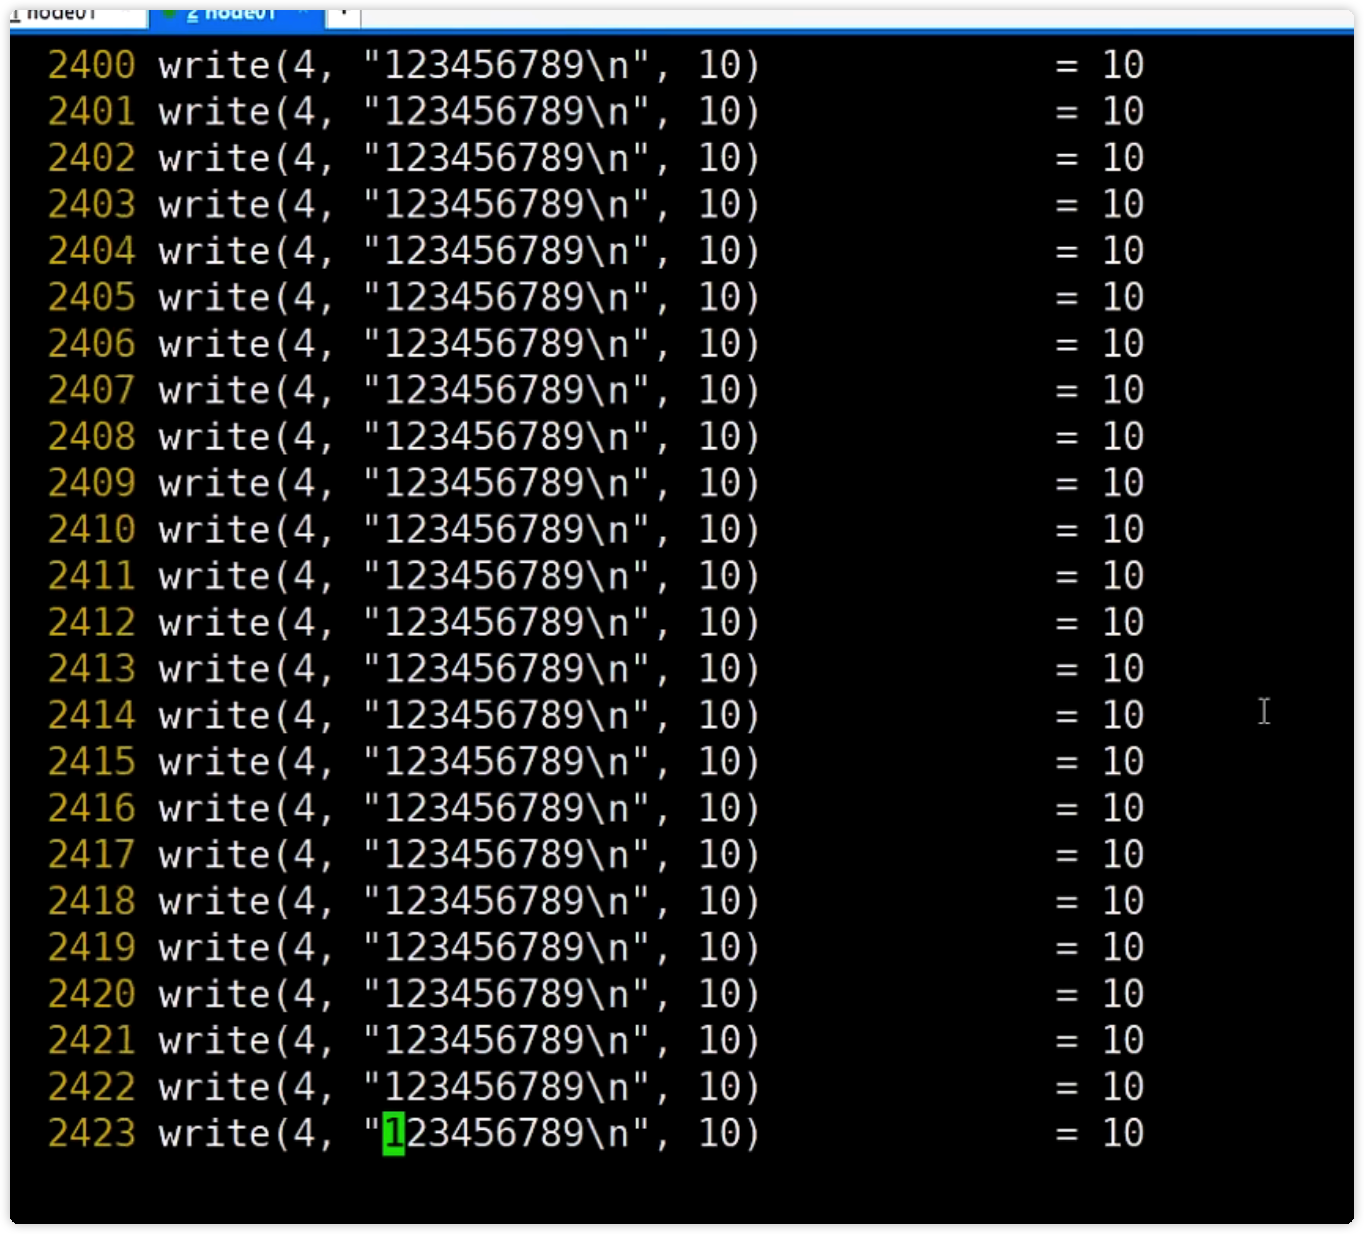 1 node01 2 node01
2400 write(4, "123456789\n", 10) = 10
2401 write(4, "123456789\n", 10) = 10
2402 write(4, "123456789\n", 10) = 10
2403 write(4, "123456789\n", 10) = 10
2404 write(4, "123456789\n", 10) = 10
2405 write(4, "123456789\n", 10) = 10
2406 write(4, "123456789\n", 10) = 10
2407 write(4, "123456789\n", 10) = 10
2408 write(4, "123456789\n", 10) = 10
2409 write(4, "123456789\n", 10) = 10
2410 write(4, "123456789\n", 10) = 10
2411 write(4, "123456789\n", 10) = 10
2412 write(4, "123456789\n", 10) = 10
2413 write(4, "123456789\n", 10) = 10
2414 write(4, "123456789\n", 10) = 10
2415 write(4, "123456789\n", 10) = 10
2416 write(4, "123456789\n", 10) = 10
2417 write(4, "123456789\n", 10) = 10
2418 write(4, "123456789\n", 10) = 10
2419 write(4, "123456789\n", 10) = 10
2420 write(4, "123456789\n", 10) = 10
2421 write(4, "123456789\n", 10) = 10
2422 write(4, "123456789\n", 10) = 10
2423 write(4, "123456789\n", 10) = 10